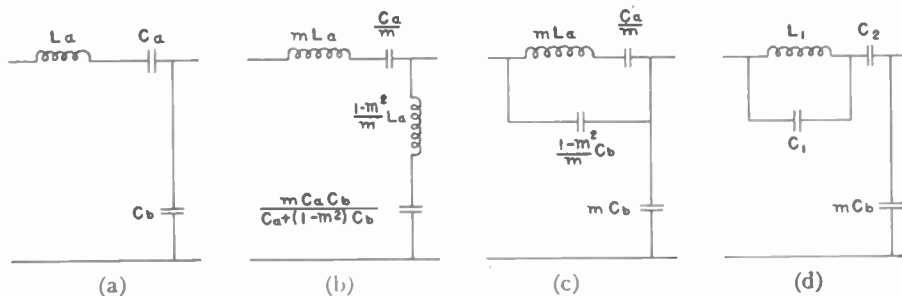 La
Ca
Cb
(a)
mLa
Ca/m
1-m²/m La
mCaCb/Ca+(1-m²)Cb
(b)
mLa
Ca/m
1-m²/m Cb
mCb
(c)
L₁
C₂
C₁
mCb
(d)